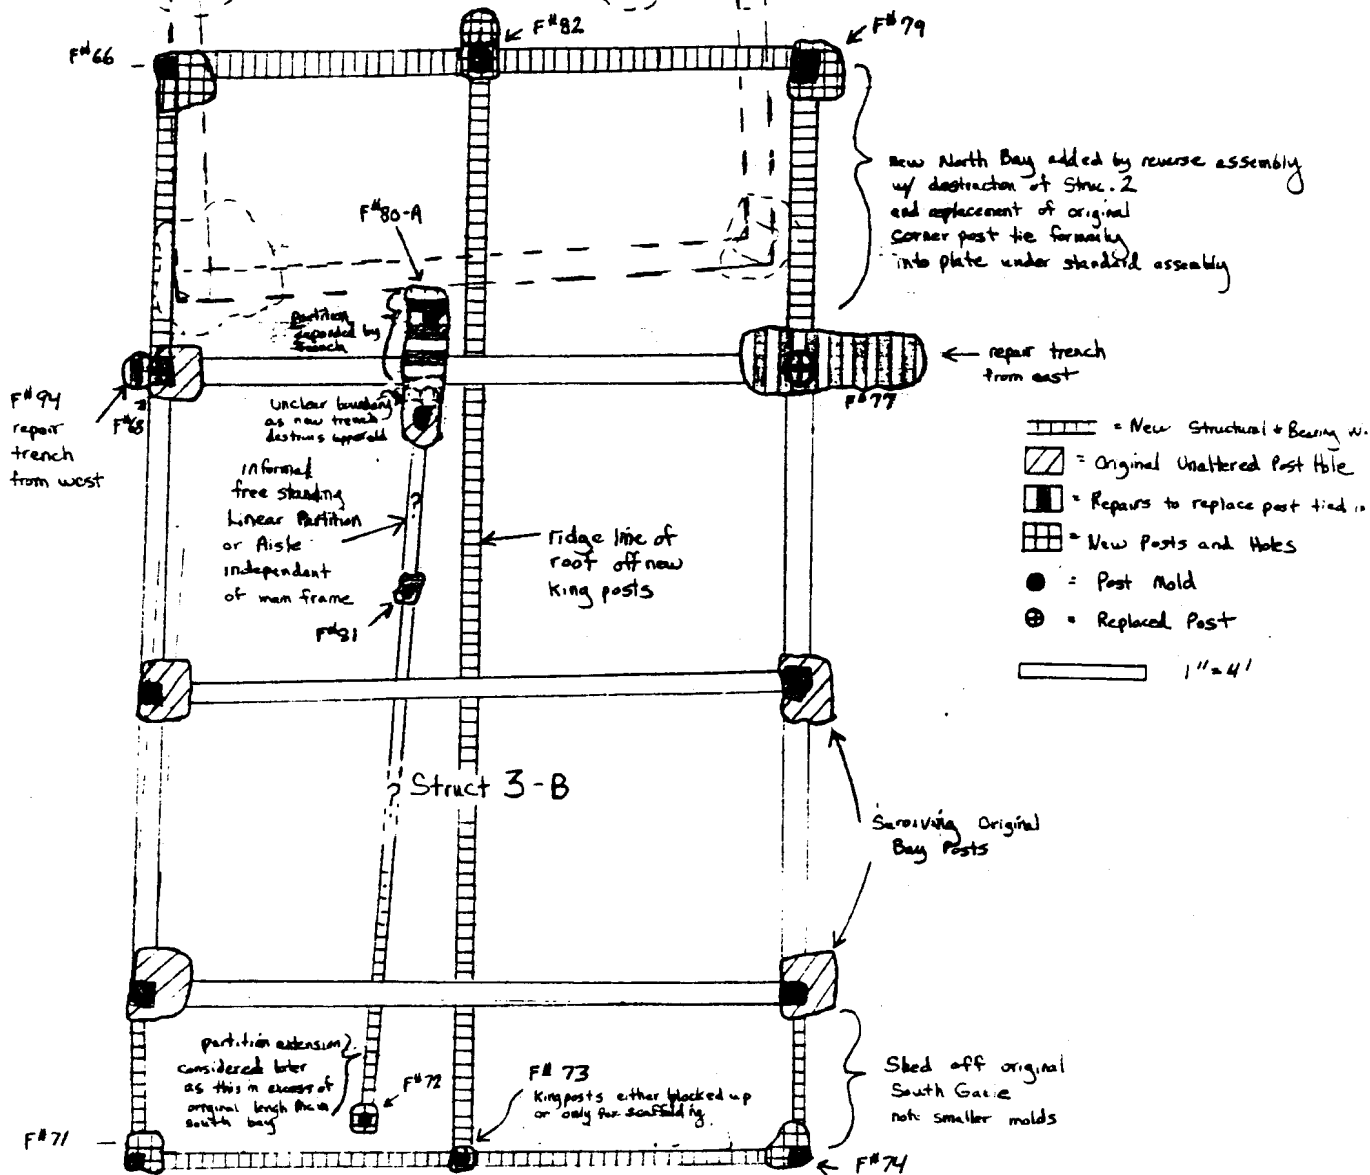 F#82
F#79
F#66
new North Bay added by reverse assembly
w/ destruction of Struc. 2
and replacement of original
corner post tie formerly
into plate under standard assembly
F#80-A
Partition
expanded by
trench
repair trench
from east
F#77
F#94
repair
trench
from west
F#68
Unclear boundary
as new trench
destroys upper old
informal
free standing
Linear Partition
or Aisle
independent
of main frame
?
ridge line of
roof off new
king posts
F#81
= New Structural + Bearing W.
= Original Unaltered Post Hole
= Repairs to replace post tied
= New Posts and Holes
= Post Mold
= Replaced Post
1" = 4'
? Struct 3-B
Surviving Original
Bay Posts
partition extension?
considered later
as this in excess of
original length main
south bay
F#72
F#73
Kingposts either blocked up
or only for scaffolding
Shed off original
South
note smaller molds
F#71
F#74